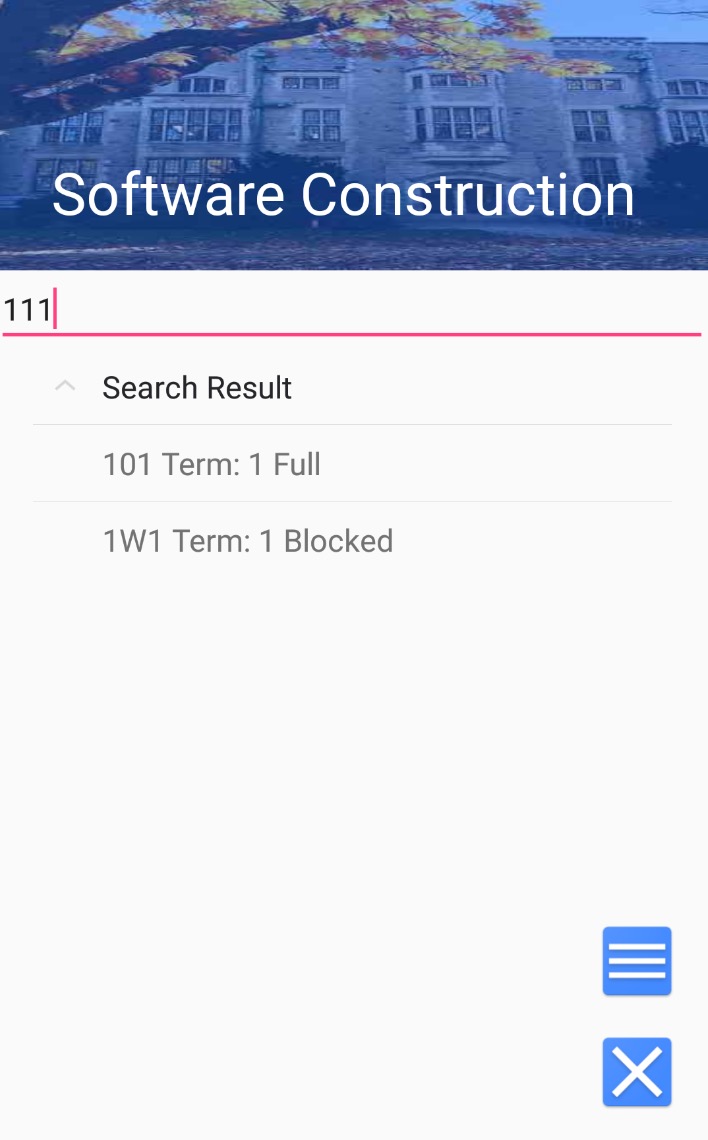 Software Construction
111
Search Result
101 Term: 1 Full
1W1 Term: 1 Blocked